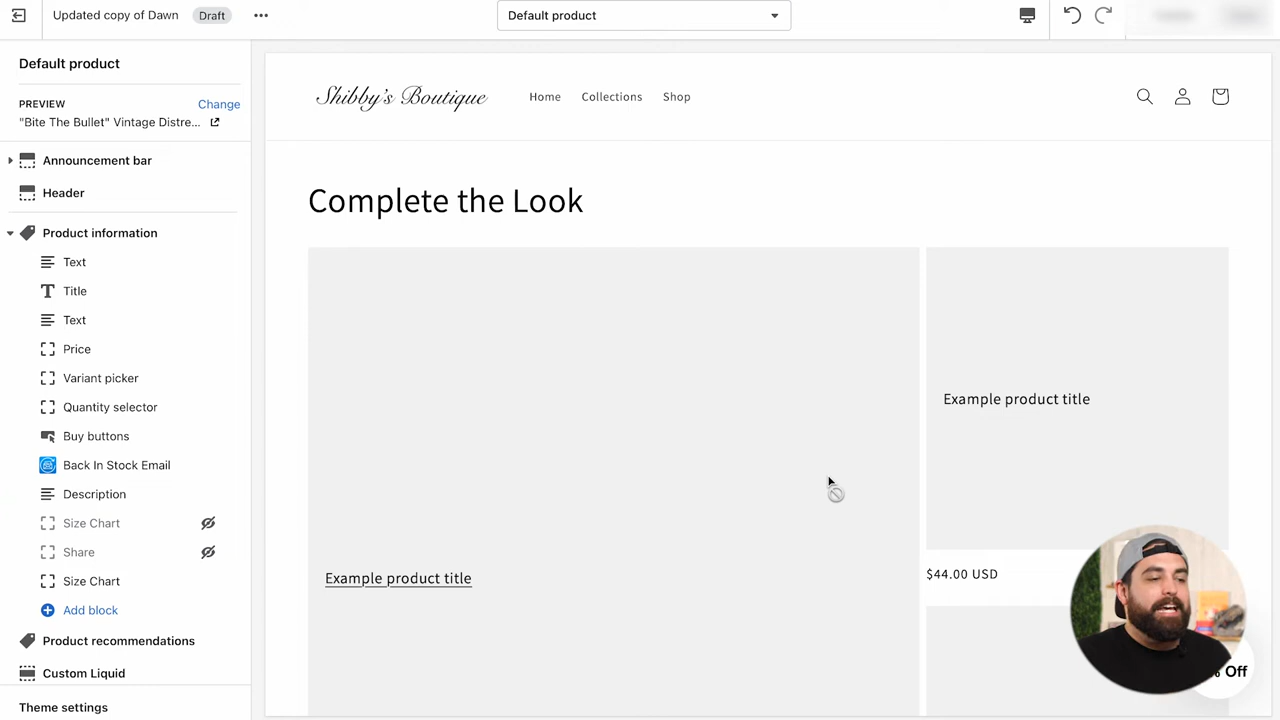 Updated copy of Dawn Draft
Default product
Default product
PREVIEW Change
"Bite The Bullet" Vintage Distre...
Announcement bar
Header
Product information
Text
Title
Text
Price
Variant picker
Quantity selector
Buy buttons
Back In Stock Email
Description
Size Chart
Share
Size Chart
Add block
Product recommendations
Custom Liquid
Theme settings
Shibby's Boutique Home Collections Shop
Complete the Look
Example product title
Example product title
$44.00 USD
Off